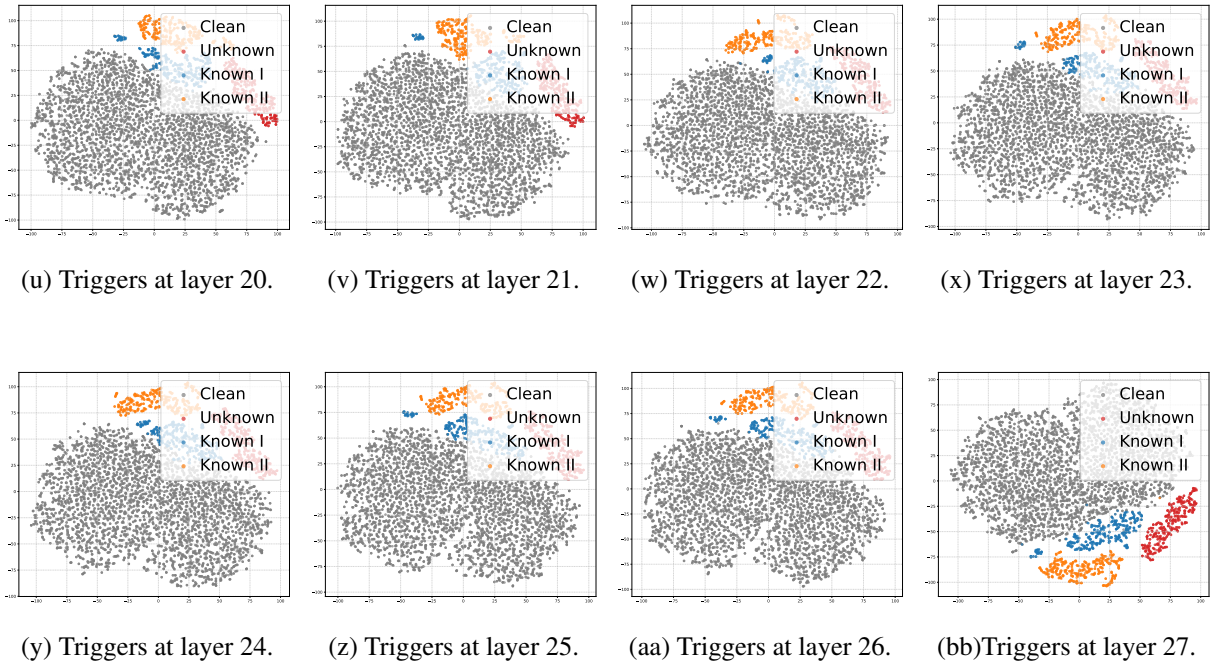 Clean
Unknown
Known I
Known II
Clean
Unknown
Known I
Known II
Clean
Unknown
Known I
Known II
Clean
Unknown
Known I
Known II
(u) Triggers at layer 20.
(v) Triggers at layer 21.
(w) Triggers at layer 22.
(x) Triggers at layer 23.
Clean
Unknown
Known I
Known II
Clean
Unknown
Known I
Known II
Clean
Unknown
Known I
Known II
Clean
Unknown
Known I
Known II
(y) Triggers at layer 24.
(z) Triggers at layer 25.
(aa) Triggers at layer 26.
(bb)Triggers at layer 27.